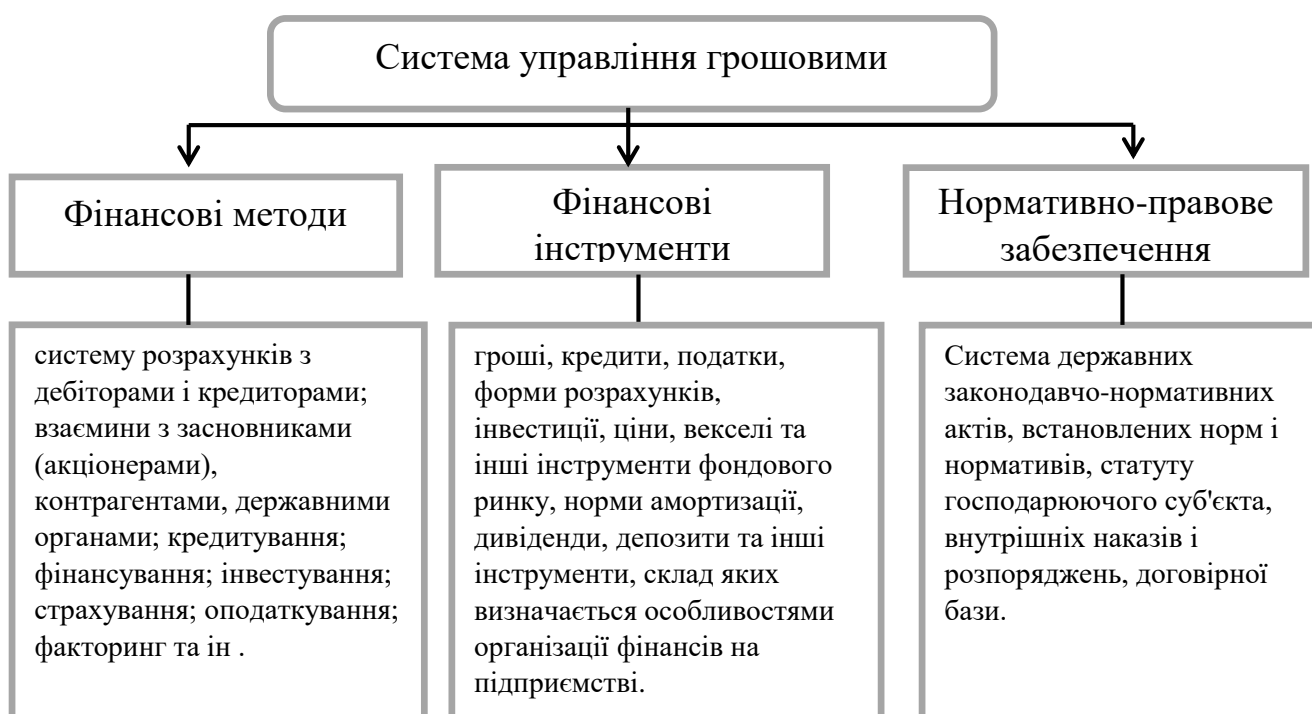 Система управління грошовими
Фінансові методи
Фінансові
інструменти
Нормативно-правове
забезпечення
систему розрахунків з
дебіторами і кредиторами;
взаємини з засновниками
(акціонерами),
контрагентами, державними
органами; кредитування;
фінансування; інвестування;
страхування; оподаткування;
факторинг та ін .
гроші, кредити, податки,
форми розрахунків,
інвестиції, ціни, векселі та
інші інструменти фондового
ринку, норми амортизації,
дивіденди, депозити та інші
інструменти, склад яких
визначається особливостями
організації фінансів на
підприємстві.
Система державних
законодавчо-нормативних
актів, встановлених норм і
нормативів, статуту
господарюючого суб'єкта,
внутрішніх наказів і
розпоряджень, договірної
бази.